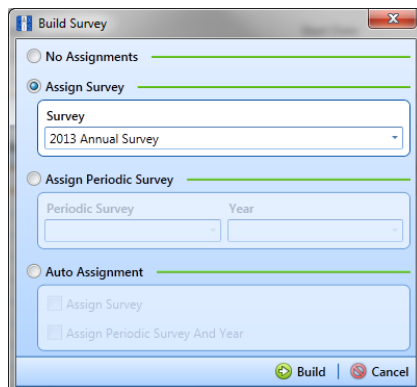 Build Survey
No Assignments
Assign Survey
Survey
2013 Annual Survey
Assign Periodic Survey
Periodic Survey Year
Auto Assignment
Assign Survey
Assign Periodic Survey And Year
Build | Cancel